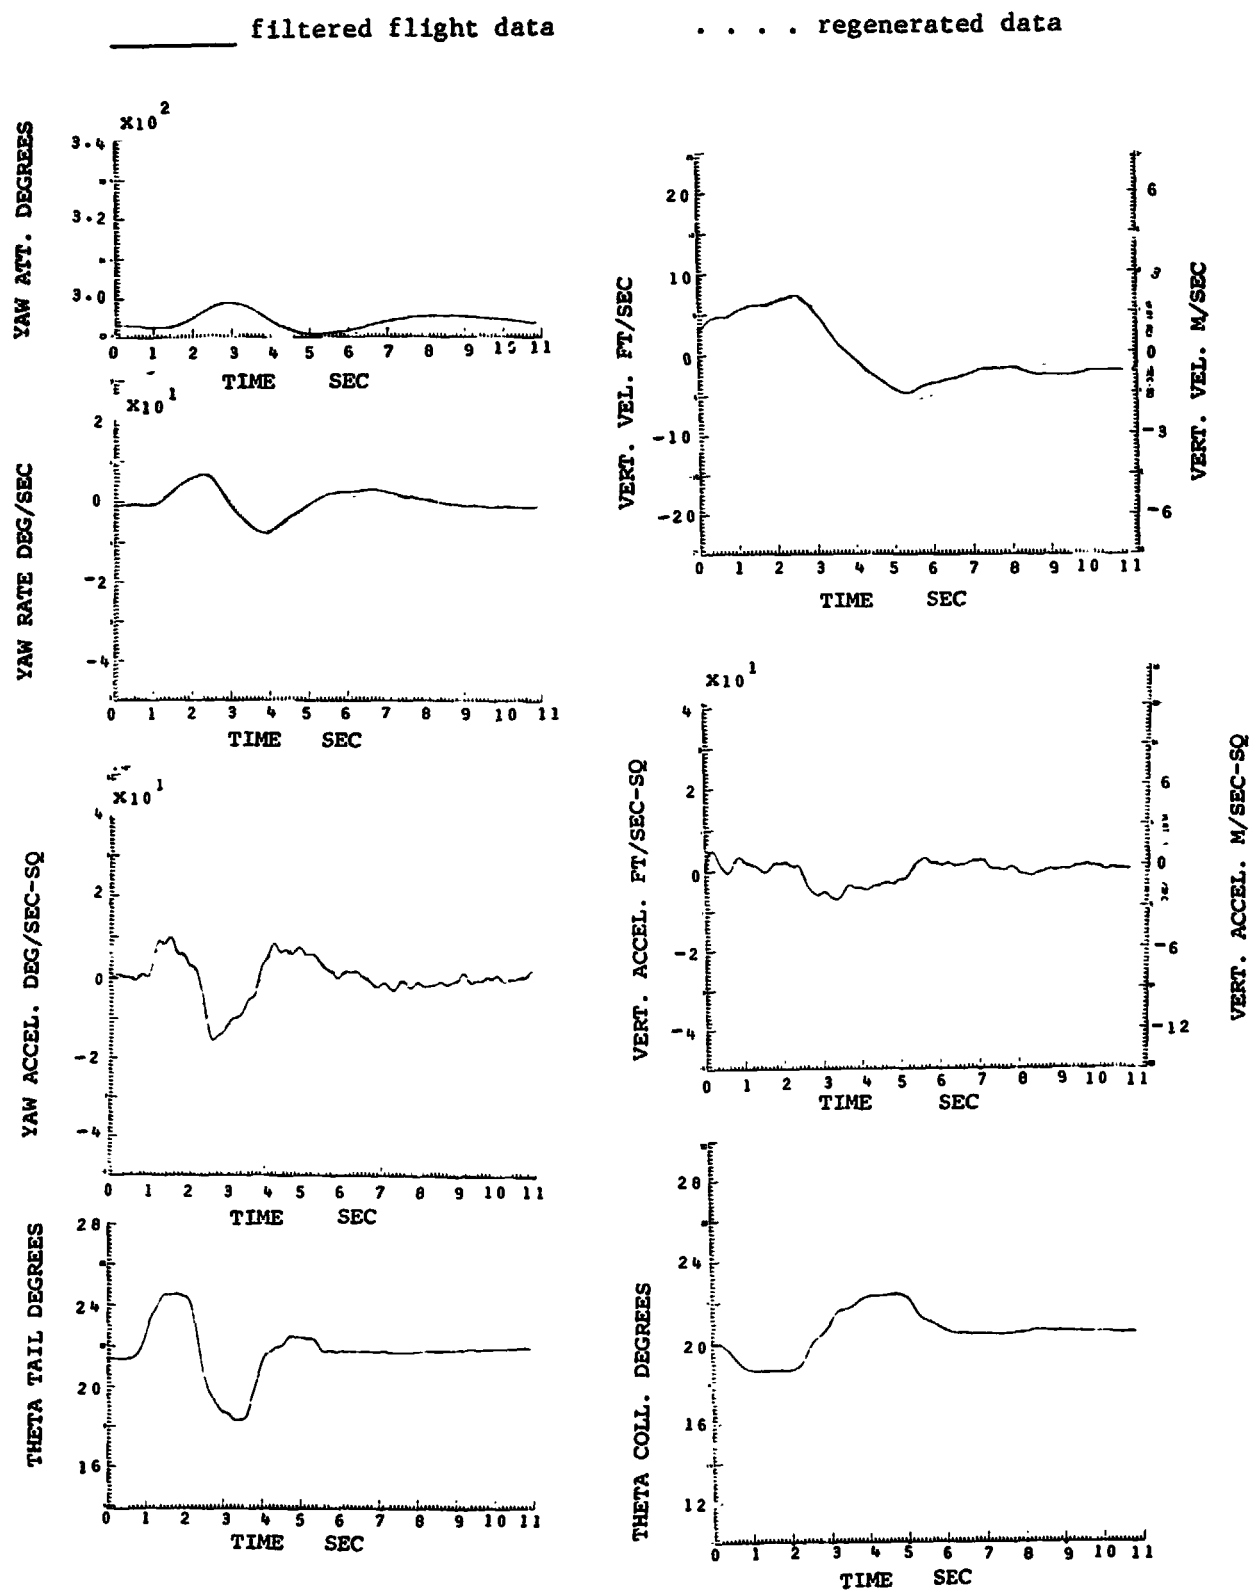 filtered flight data
. . . . regenerated data
YAW ATT. DEGREES
x10 2
3.4
3.2
3.0
0 1 2 3 4 5 6 7 8 9 11
TIME SEC
YAW RATE DEG/SEC
x10 1
2
0
-2
-4
0 1 2 3 4 5 6 7 8 9 10 11
TIME SEC
YAW ACCEL. DEG/SEC-SQ
x10 1
4
2
0
-2
-4
0 1 2 3 4 5 6 7 8 9 10 11
TIME SEC
THETA TAIL DEGREES
28
24
20
16
0 1 2 3 4 5 6 7 8 9 10 11
TIME SEC
VERT. VEL. FT/SEC
20
10
0
-10
-20
0 1 2 3 4 5 6 7 8 9 10 11
TIME SEC
6
3
0
-3
-6
VERT. VEL. M/SEC
VERT. ACCEL. FT/SEC-SQ
x10 1
4
2
0
-2
-4
0 1 2 3 4 5 6 7 8 9 10 11
TIME SEC
6
0
-6
-12
VERT. ACCEL. M/SEC-SQ
THETA COLL. DEGREES
28
24
20
16
12
0 1 2 3 4 5 6 7 8 9 10 11
TIME SEC